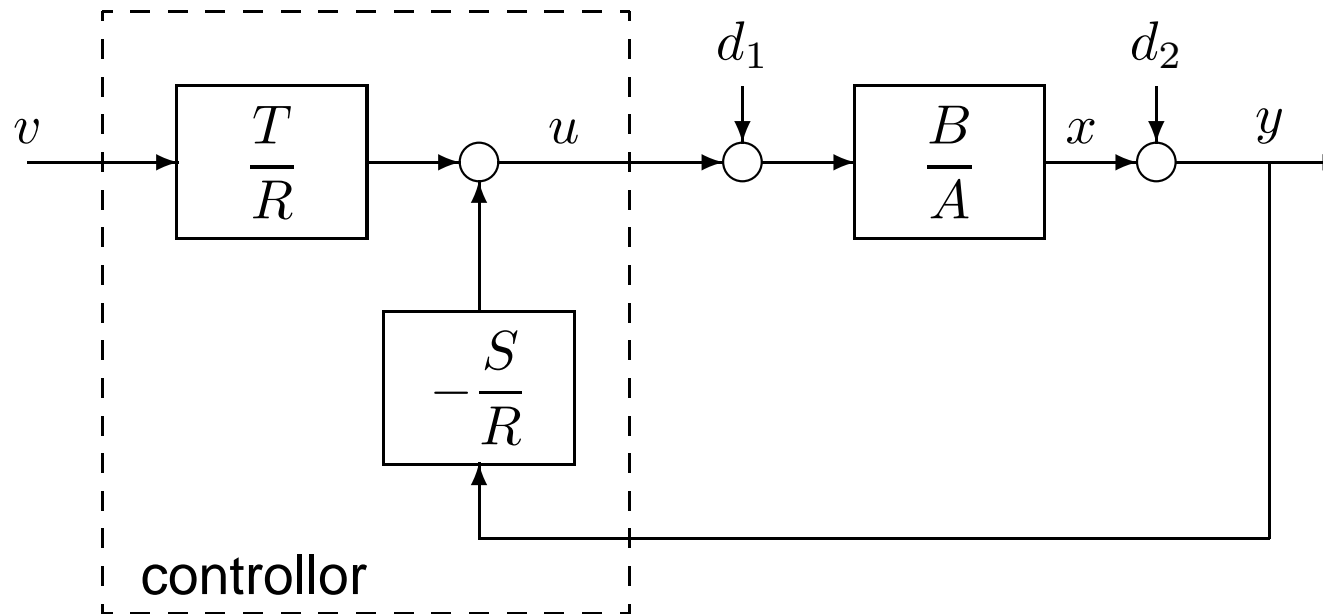 d₁ d₂
v T/R u B/A x y
-S/R
controllor